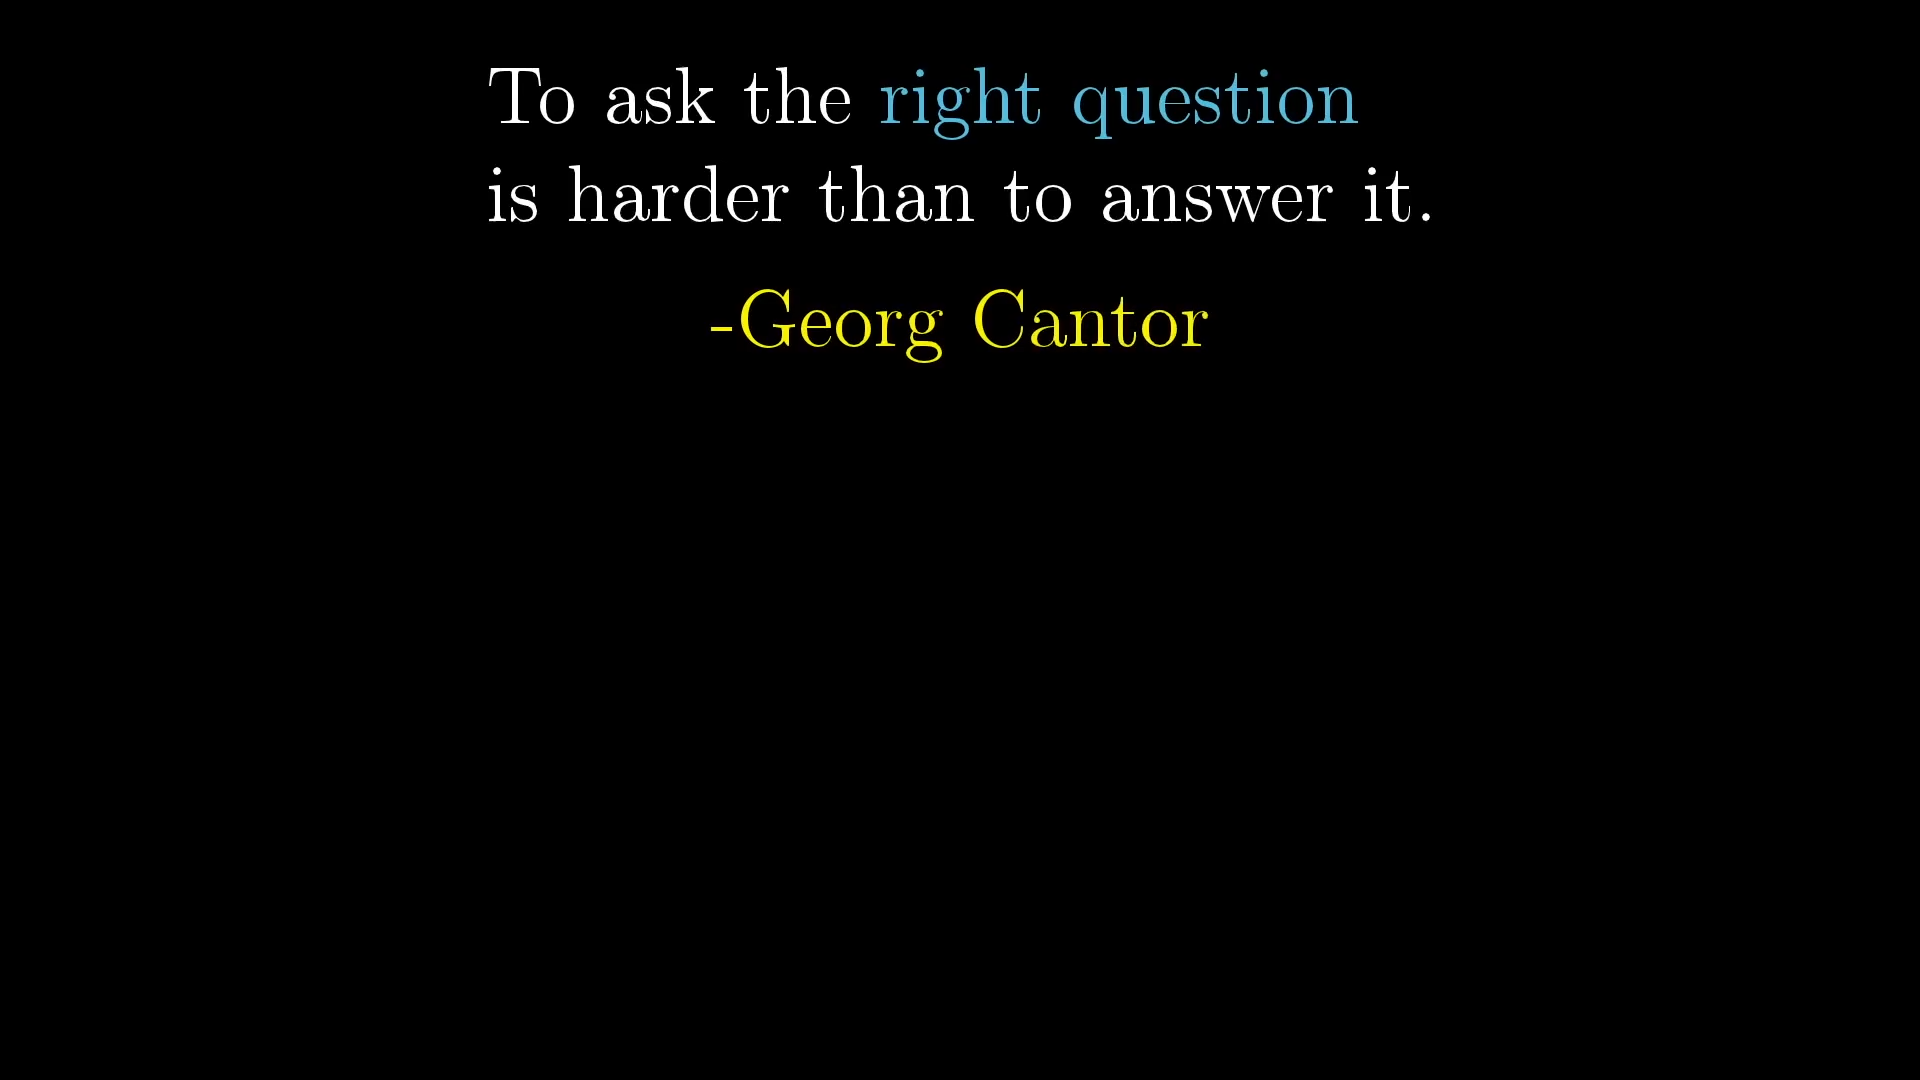 To ask the right question
is harder than to answer it.
-Georg Cantor